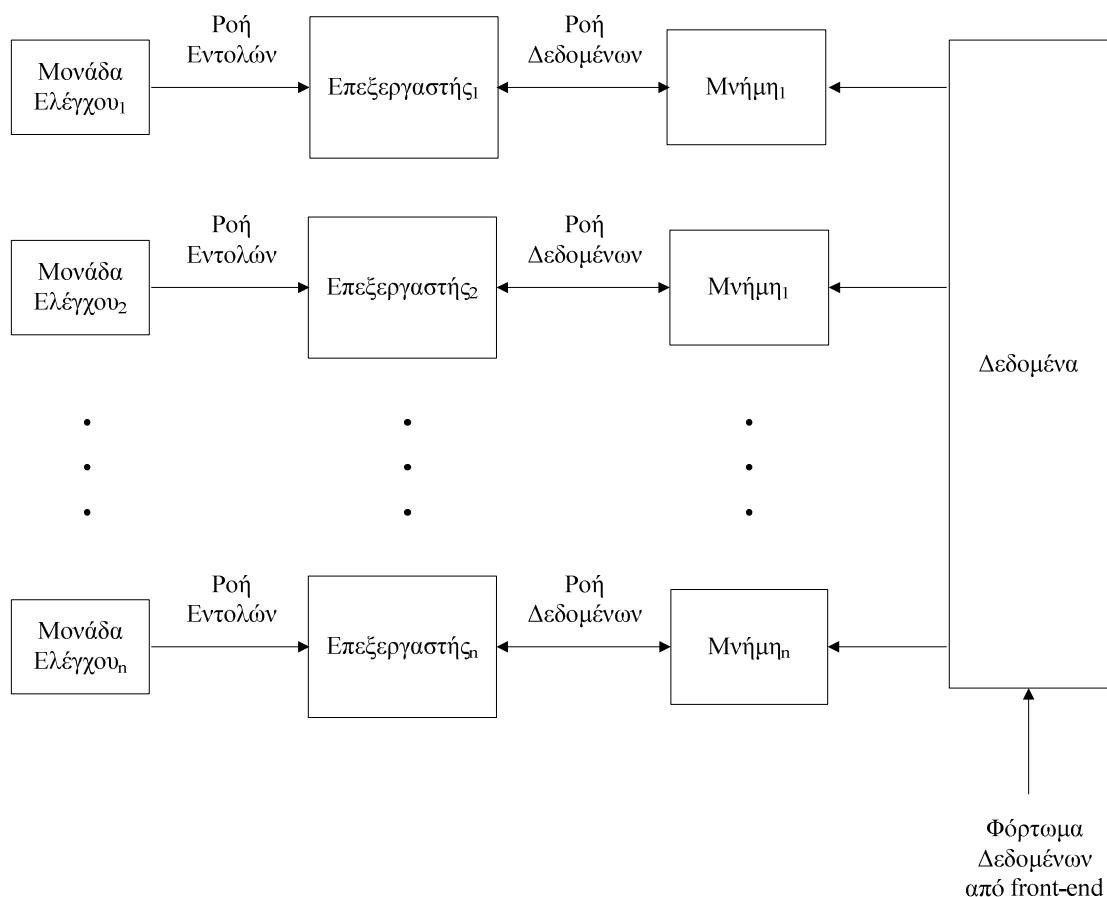 Ροή
Εντολών
Ροή
Δεδομένων
Μονάδα
Ελέγχου₁
Επεξεργαστής₁
Μνήμη₁
Ροή
Εντολών
Ροή
Δεδομένων
Μονάδα
Ελέγχου₂
Επεξεργαστής₂
Μνήμη₁
Δεδομένα
Ροή
Εντολών
Ροή
Δεδομένων
Μονάδα
Ελέγχουₙ
Επεξεργαστήςₙ
Μνήμηₙ
Φόρτωμα
Δεδομένων
από front-end